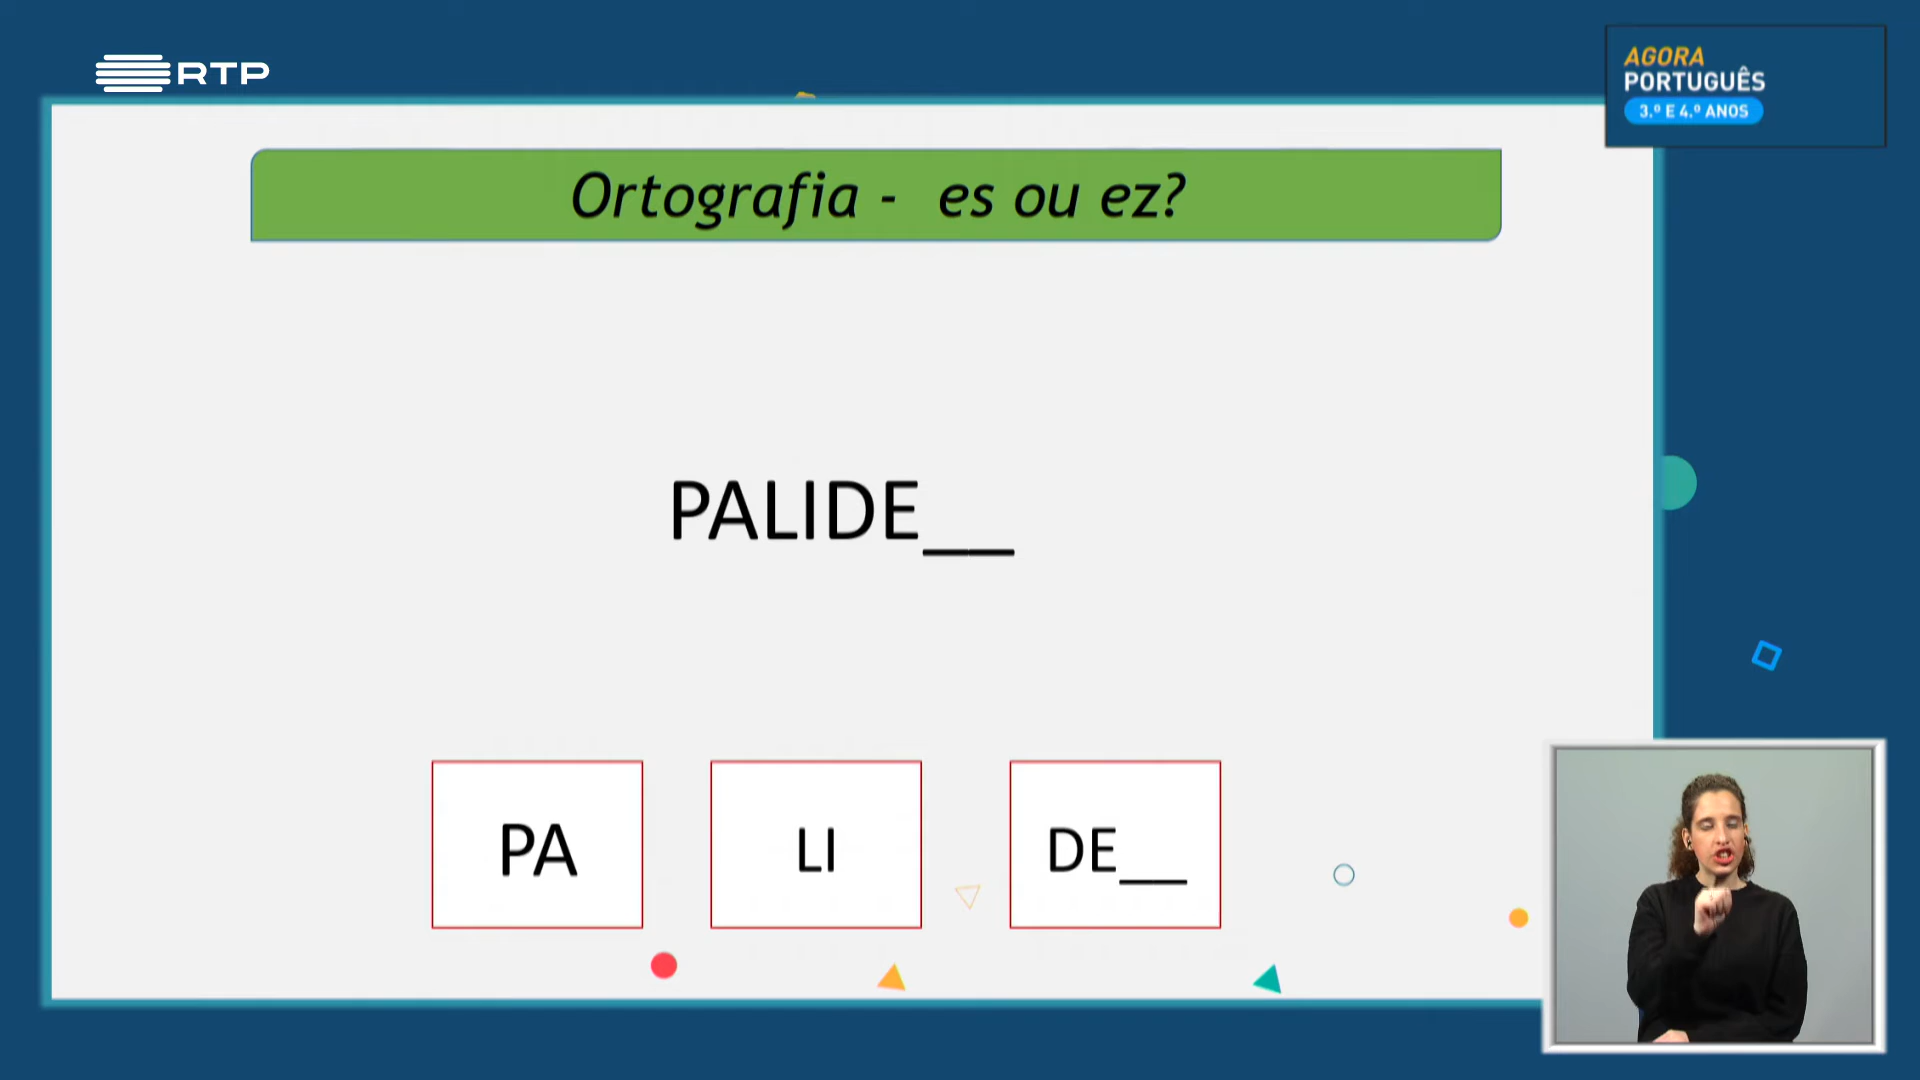 RTP
AGORA
PORTUGUÊS
3.º E 4.º ANOS
Ortografia - es ou ez?
PALIDE__
PA
LI
DE__